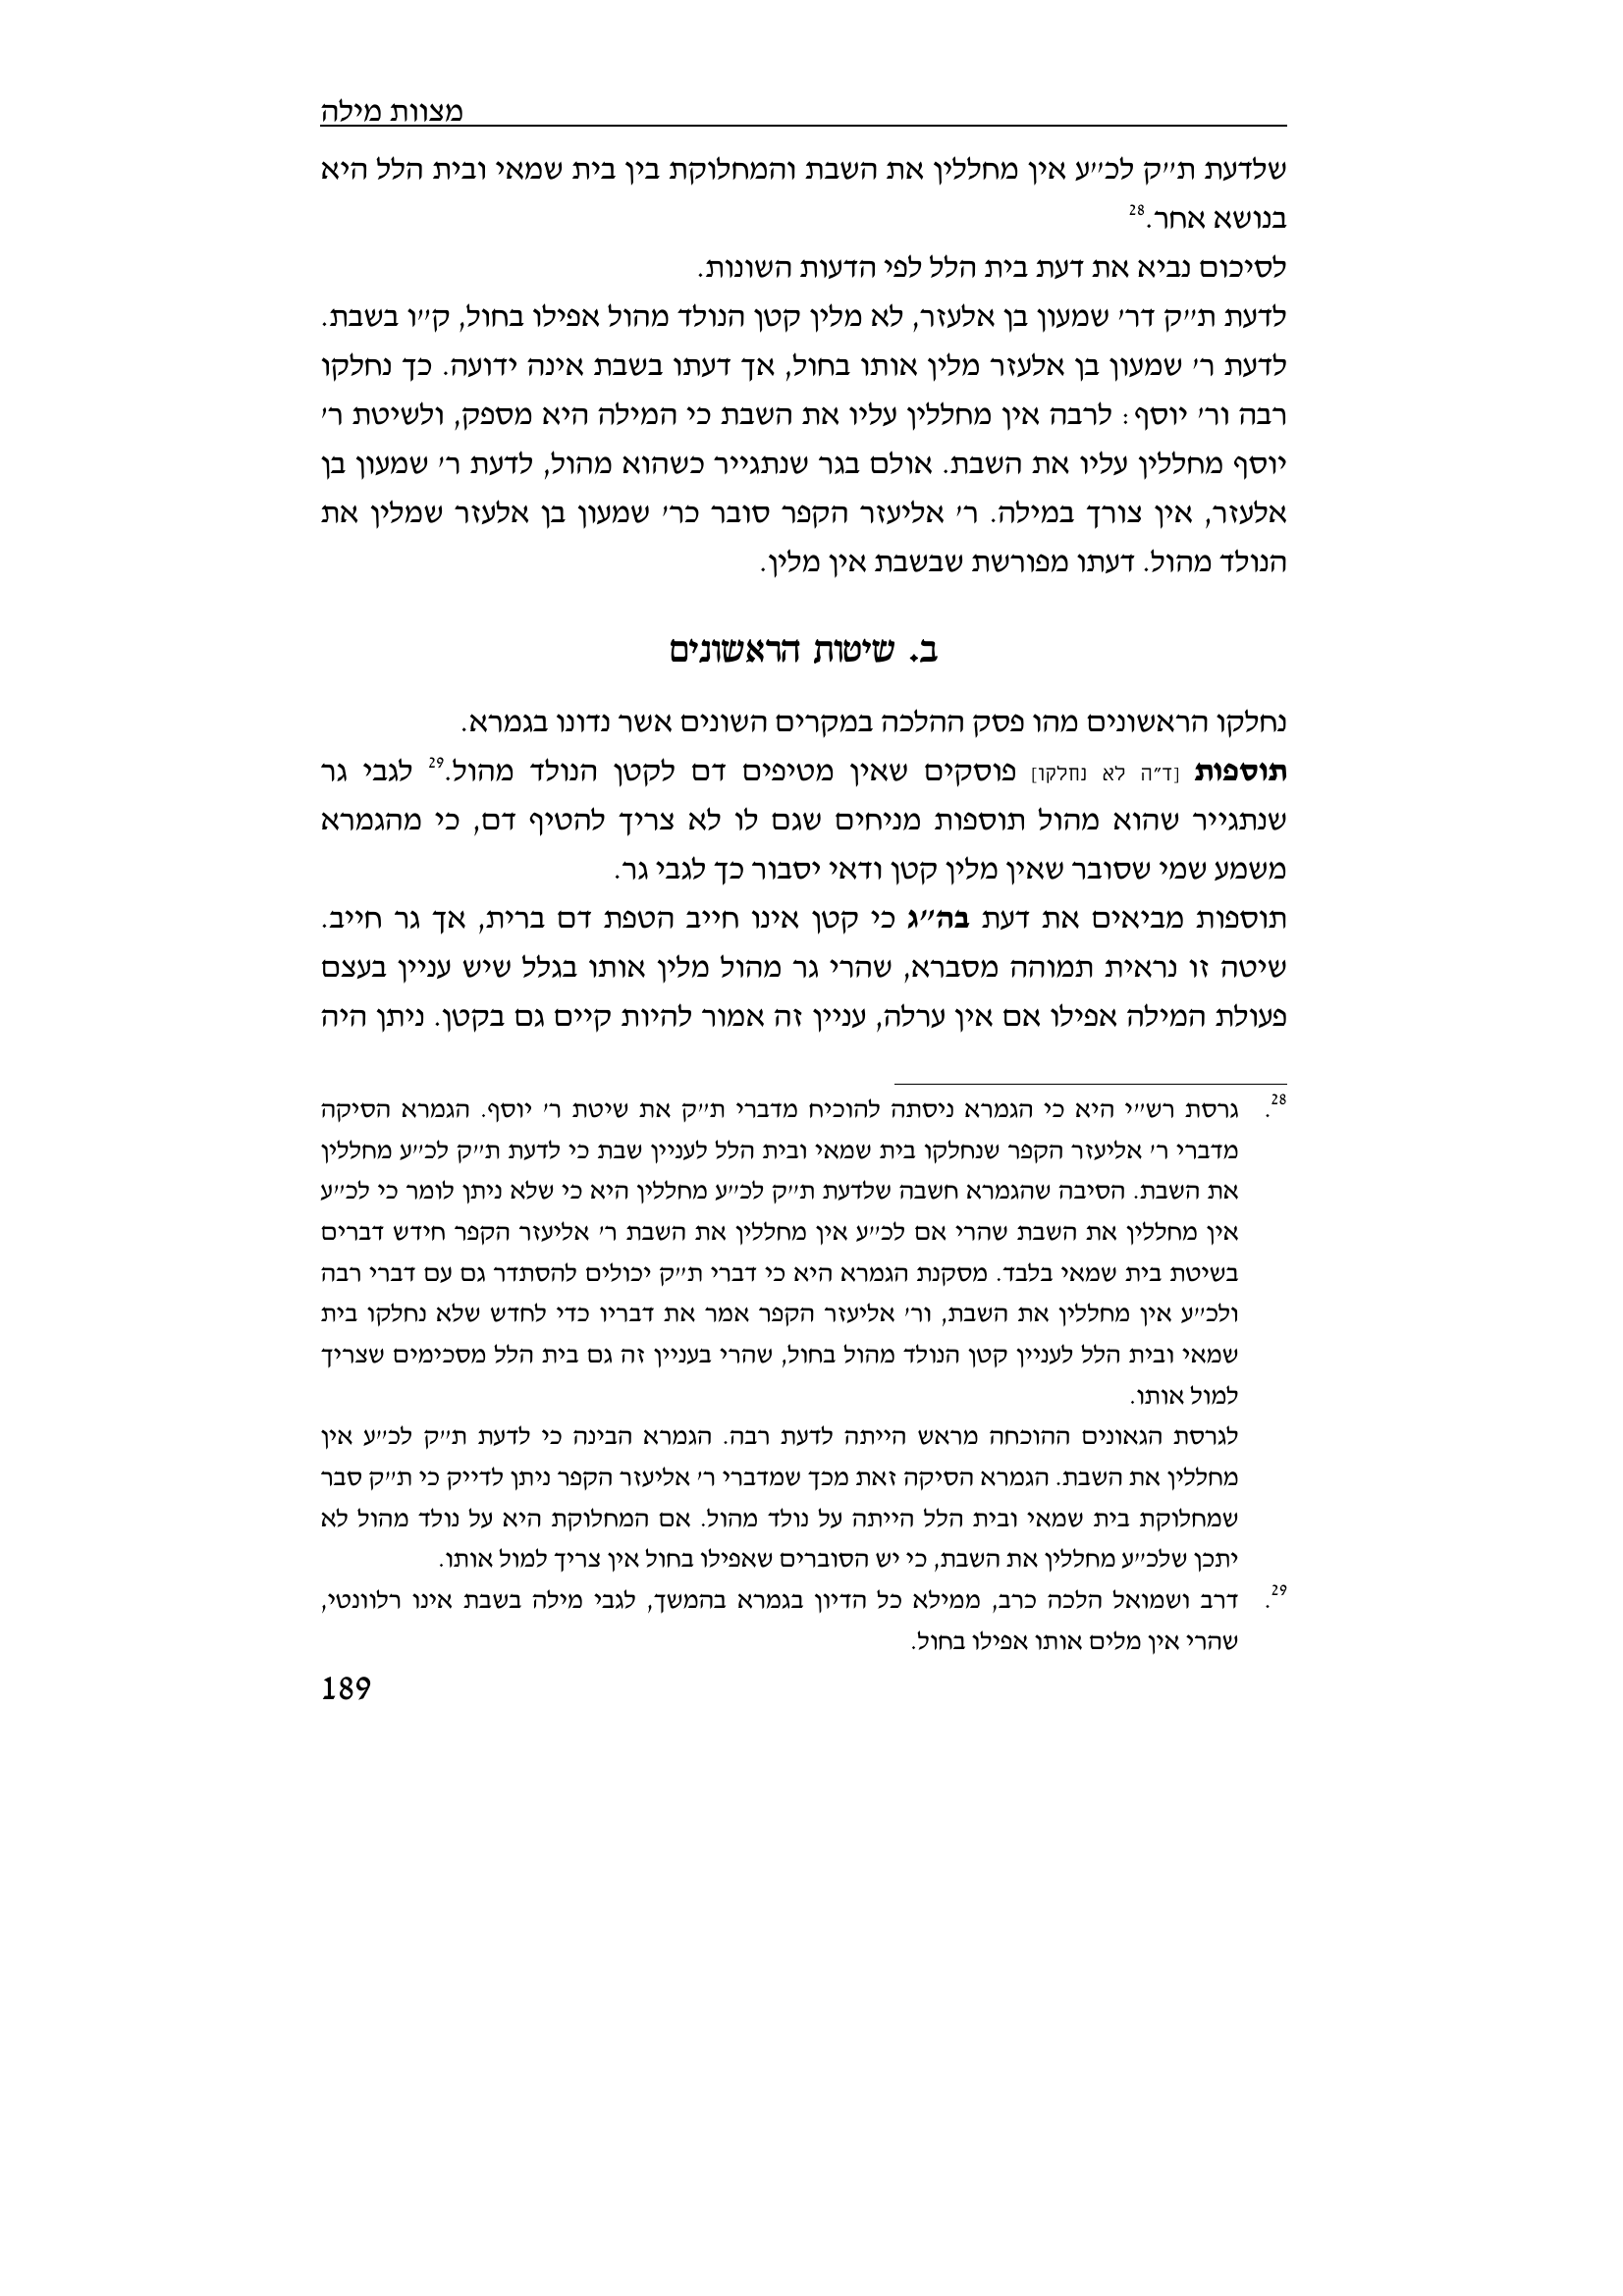 מצוות מילה
שלדעת ת״ק לכ״ע אין מחללין את השבת והמחלוקת בין בית שמאי ובית הלל היא
בנושא אחר.28
לסיכום נביא את דעת בית הלל לפי הדעות השונות.
לדעת ת״ק דר׳ שמעון בן אלעזר, לא מלין קטן הנולד מהול אפילו בחול, ק״ו בשבת.
לדעת ר׳ שמעון בן אלעזר מלין אותו בחול, אך דעתו בשבת אינה ידועה. כך נחלקו
רבה ור׳ יוסף: לרבה אין מחללין עליו את השבת כי המילה היא מספק, ולשיטת ר׳
יוסף מחללין עליו את השבת. אולם בגר שנתגייר כשהוא מהול, לדעת ר׳ שמעון בן
אלעזר, אין צורך במילה. ר׳ אליעזר הקפר סובר כר׳ שמעון בן אלעזר שמלין את
הנולד מהול. דעתו מפורשת שבשבת אין מלין.
ב. שיטות הראשונים
נחלקו הראשונים מהו פסק ההלכה במקרים השונים אשר נדונו בגמרא.
תוספות [ד״ה לא נחלקו] פוסקים שאין מטיפים דם לקטן הנולד מהול.29 לגבי גר
שנתגייר שהוא מהול תוספות מניחים שגם לו לא צריך להטיף דם, כי מהגמרא
משמע שמי שסובר שאין מלין קטן ודאי יסבור כך לגבי גר.
תוספות מביאים את דעת בה״ג כי קטן אינו חייב הטפת דם ברית, אך גר חייב.
שיטה זו נראית תמוהה מסברא, שהרי גר מהול מלין אותו בגלל שיש עניין בעצם
פעולת המילה אפילו אם אין ערלה, עניין זה אמור להיות קיים גם בקטן. ניתן היה
28. גרסת רש״י היא כי הגמרא ניסתה להוכיח מדברי ת״ק את שיטת ר׳ יוסף. הגמרא הסיקה
מדברי ר׳ אליעזר הקפר שנחלקו בית שמאי ובית הלל לעניין שבת כי לדעת ת״ק לכ״ע מחללין
את השבת. הסיבה שהגמרא חשבה שלדעת ת״ק לכ״ע מחללין היא כי שלא ניתן לומר כי לכ״ע
אין מחללין את השבת שהרי אם לכ״ע אין מחללין את השבת ר׳ אליעזר הקפר חידש דברים
בשיטת בית שמאי בלבד. מסקנת הגמרא היא כי דברי ת״ק יכולים להסתדר גם עם דברי רבה
ולכ״ע אין מחללין את השבת, ור׳ אליעזר הקפר אמר את דבריו כדי לחדש שלא נחלקו בית
שמאי ובית הלל לעניין קטן הנולד מהול בחול, שהרי בעניין זה גם בית הלל מסכימים שצריך
למול אותו.
לגרסת הגאונים ההוכחה מראש הייתה לדעת רבה. הגמרא הבינה כי לדעת ת״ק לכ״ע אין
מחללין את השבת. הגמרא הסיקה זאת מכך שמדברי ר׳ אליעזר הקפר ניתן לדייק כי ת״ק סבר
שמחלוקת בית שמאי ובית הלל הייתה על נולד מהול. אם המחלוקת היא על נולד מהול לא
יתכן שלכ״ע מחללין את השבת, כי יש הסוברים שאפילו בחול אין צריך למול אותו.
29. דרב ושמואל הלכה כרב, ממילא כל הדיון בגמרא בהמשך, לגבי מילה בשבת אינו רלוונטי,
שהרי אין מלים אותו אפילו בחול.
189